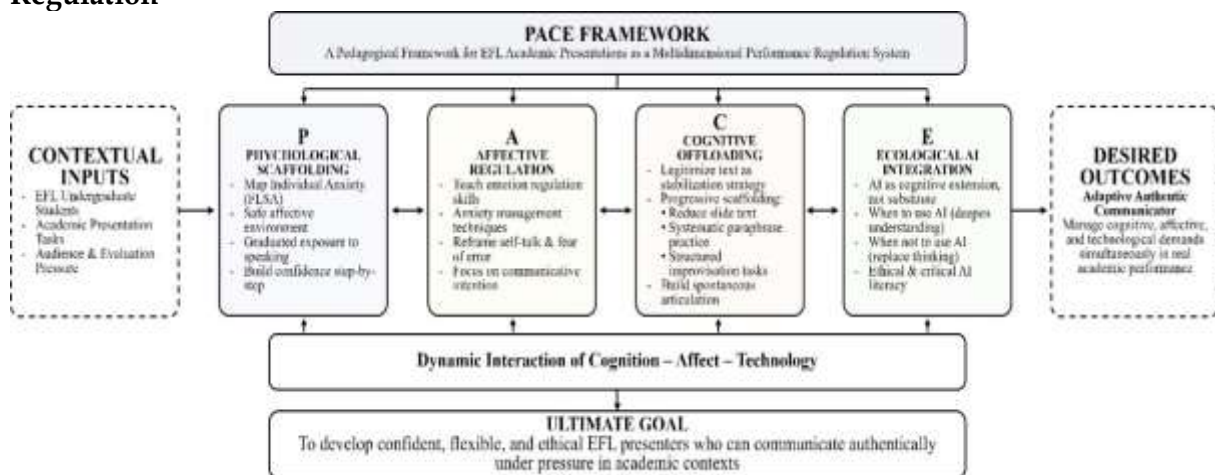 Regulation
PACE FRAMEWORK
A Pedagogical Framework for EFL Academic Presentations as a Multidimensional Performance Regulation System
CONTEXTUAL
INPUTS
- EFL Undergraduate
Students
- Academic Presentation
Tasks
- Audience & Evaluation
Pressure
P
PHYCHOLOGICAL
SCAFFOLDING
- Map Individual Anxiety
(FLSA)
- Safe affective
environment
- Graduated exposure to
speaking
- Build confidence step-by-
step
A
AFFECTIVE
REGULATION
- Teach emotion regulation
skills
- Anxiety management
techniques
- Reframe self-talk & fear
of error
- Focus on communicative
intention
C
COGNITIVE
OFFLOADING
- Legitimize text as
stabilization strategy
- Progressive scaffolding:
• Reduce slide text
• Systematic paraphrase
practice
• Structured
improvisation tasks
- Build spontaneous
articulation
E
ECOLOGICAL AI
INTEGRATION
- AI as cognitive extension,
not substitute
- When to use AI (deepen
understanding)
- When not to use AI
(replace thinking)
- Ethical & critical AI
literacy
DESIRED
OUTCOMES
Adaptive Authentic
Communicator
Manage cognitive, affective,
and technological demands
simultaneously in real
academic performance
Dynamic Interaction of Cognition – Affect – Technology
ULTIMATE GOAL
To develop confident, flexible, and ethical EFL presenters who can communicate authentically
under pressure in academic contexts